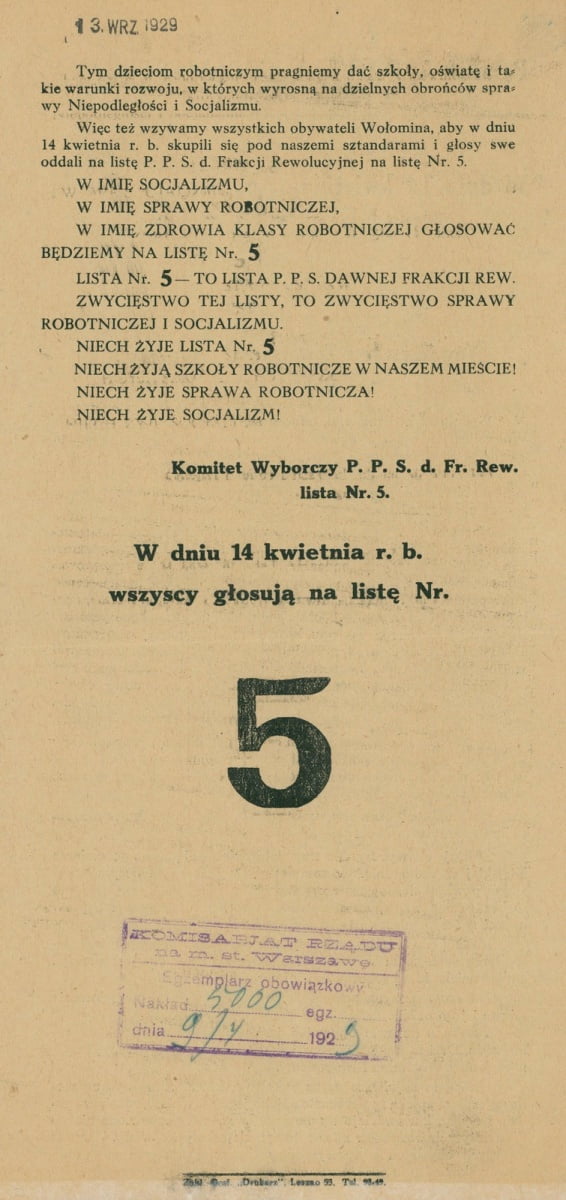 13. WRZ. 1929
Tym dzieciom robotniczym pragniemy dać szkoły, oświatę i ta-
kie warunki rozwoju, w których wyrosną na dzielnych obrońców spra-
wy Niepodległości i Socjalizmu.
Więc też wzywamy wszystkich obywateli Wołomina, aby w dniu
14 kwietnia r. b. skupili się pod naszemi sztandarami i głosy swe
oddali na listę P. P. S. d. Frakcji Rewolucyjnej na listę Nr. 5.
W IMIĘ SOCJALIZMU,
W IMIĘ SPRAWY ROBOTNICZEJ,
W IMIĘ ZDROWIA KLASY ROBOTNICZEJ GŁOSOWAĆ
BĘDZIEMY NA LISTĘ Nr. 5
LISTA Nr. 5 — TO LISTA P. P. S. DAWNEJ FRAKCJI REW.
ZWYCIĘSTWO TEJ LISTY, TO ZWYCIĘSTWO SPRAWY
ROBOTNICZEJ I SOCJALIZMU.
NIECH ŻYJE LISTA Nr. 5
NIECH ŻYJĄ SZKOŁY ROBOTNICZE W NASZEM MIEŚCIE!
NIECH ŻYJE SPRAWA ROBOTNICZA!
NIECH ŻYJE SOCJALIZM!
Komitet Wyborczy P. P. S. d. Fr. Rew.
lista Nr. 5.
W dniu 14 kwietnia r. b.
wszyscy głosują na listę Nr.
5
KOMISARJAT RZĄDU
na m. st. Warszawę
Egzemplarz obowiązkowy
Nakład 5000 egz.
dnia 9/4 1929
Zakł. Graf. „Drukarz", Leszno 53. Tel.